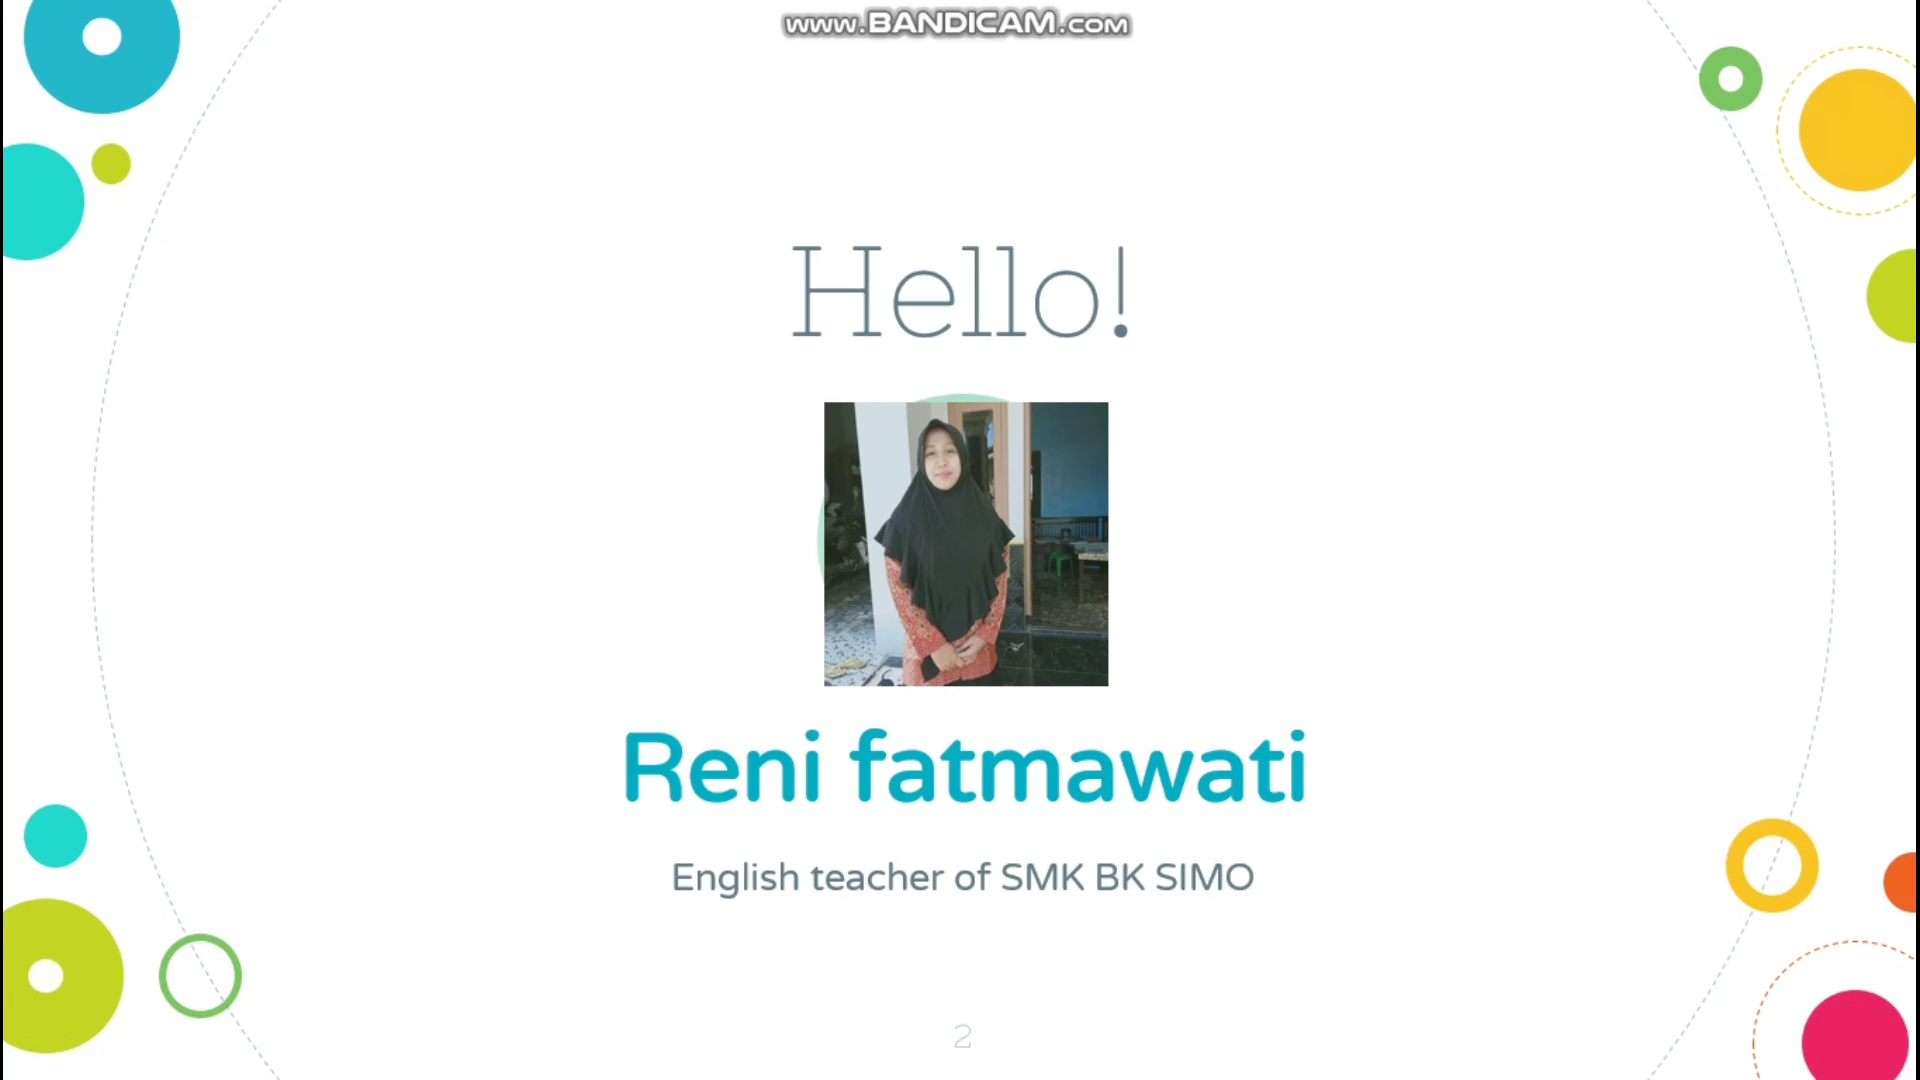 www.BANDICAM.com
Hello!
Reni fatmawati
English teacher of SMK BK SIMO
2